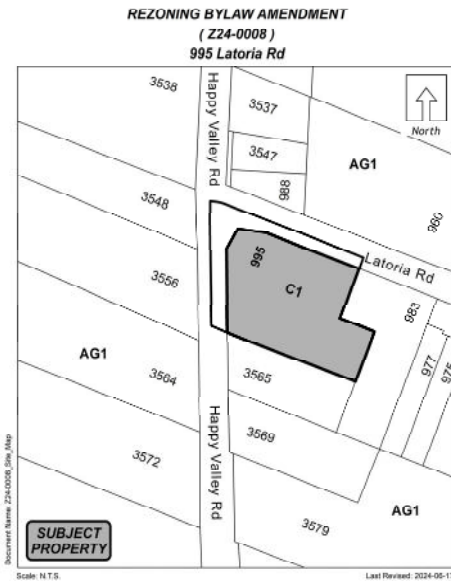 REZONING BYLAW AMENDMENT
( Z24-0008 )
995 Latoria Rd
3538
Happy Valley Rd
3537
North
3547
AG1
988
960
3548
995
Latoria Rd
3556
C1
983
977
975
AG1
3564
3565
3572
Happy Valley Rd
3569
AG1
3579
SUBJECT
PROPERTY
Document Name: Z24-0008_Site_Map
Scale: N.T.S.
Last Revised: 2024-06-17